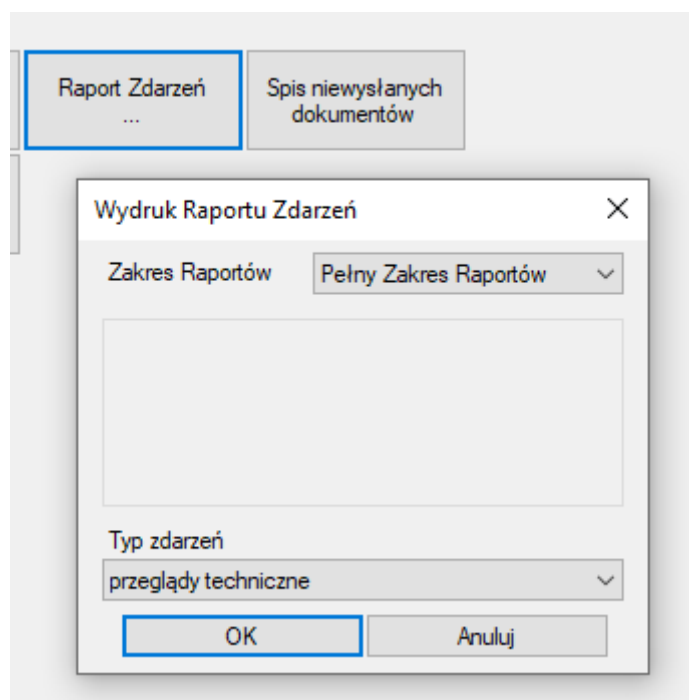 Raport Zdarzeń
...
Spis niewysłanych
dokumentów
Wydruk Raportu Zdarzeń
Zakres Raportów
Pełny Zakres Raportów
Typ zdarzeń
przeglądy techniczne
OK
Anuluj